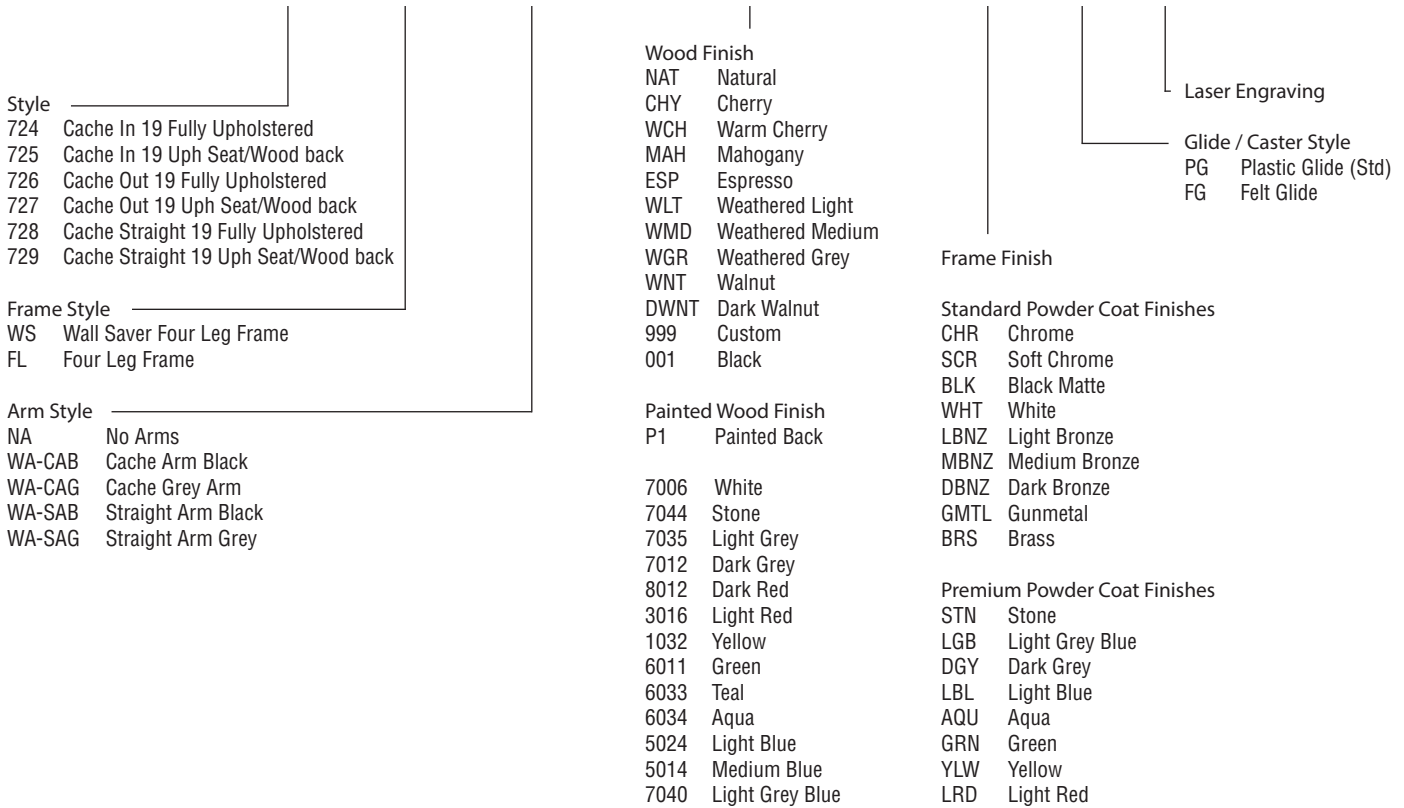 Style
724 Cache In 19 Fully Upholstered
725 Cache In 19 Uph Seat/Wood back
726 Cache Out 19 Fully Upholstered
727 Cache Out 19 Uph Seat/Wood back
728 Cache Straight 19 Fully Upholstered
729 Cache Straight 19 Uph Seat/Wood back
Frame Style
WS Wall Saver Four Leg Frame
FL Four Leg Frame
Arm Style
NA No Arms
WA-CAB Cache Arm Black
WA-CAG Cache Grey Arm
WA-SAB Straight Arm Black
WA-SAG Straight Arm Grey
Wood Finish
NAT Natural
CHY Cherry
WCH Warm Cherry
MAH Mahogany
ESP Espresso
WLT Weathered Light
WMD Weathered Medium
WGR Weathered Grey
WNT Walnut
DWNT Dark Walnut
999 Custom
001 Black
Painted Wood Finish
P1 Painted Back
7006 White
7044 Stone
7035 Light Grey
7012 Dark Grey
8012 Dark Red
3016 Light Red
1032 Yellow
6011 Green
6033 Teal
6034 Aqua
5024 Light Blue
5014 Medium Blue
7040 Light Grey Blue
Frame Finish
Standard Powder Coat Finishes
CHR Chrome
SCR Soft Chrome
BLK Black Matte
WHT White
LBNZ Light Bronze
MBNZ Medium Bronze
DBNZ Dark Bronze
GMTL Gunmetal
BRS Brass
Premium Powder Coat Finishes
STN Stone
LGB Light Grey Blue
DGY Dark Grey
LBL Light Blue
AQU Aqua
GRN Green
YLW Yellow
LRD Light Red
Laser Engraving
Glide / Caster Style
PG Plastic Glide (Std)
FG Felt Glide